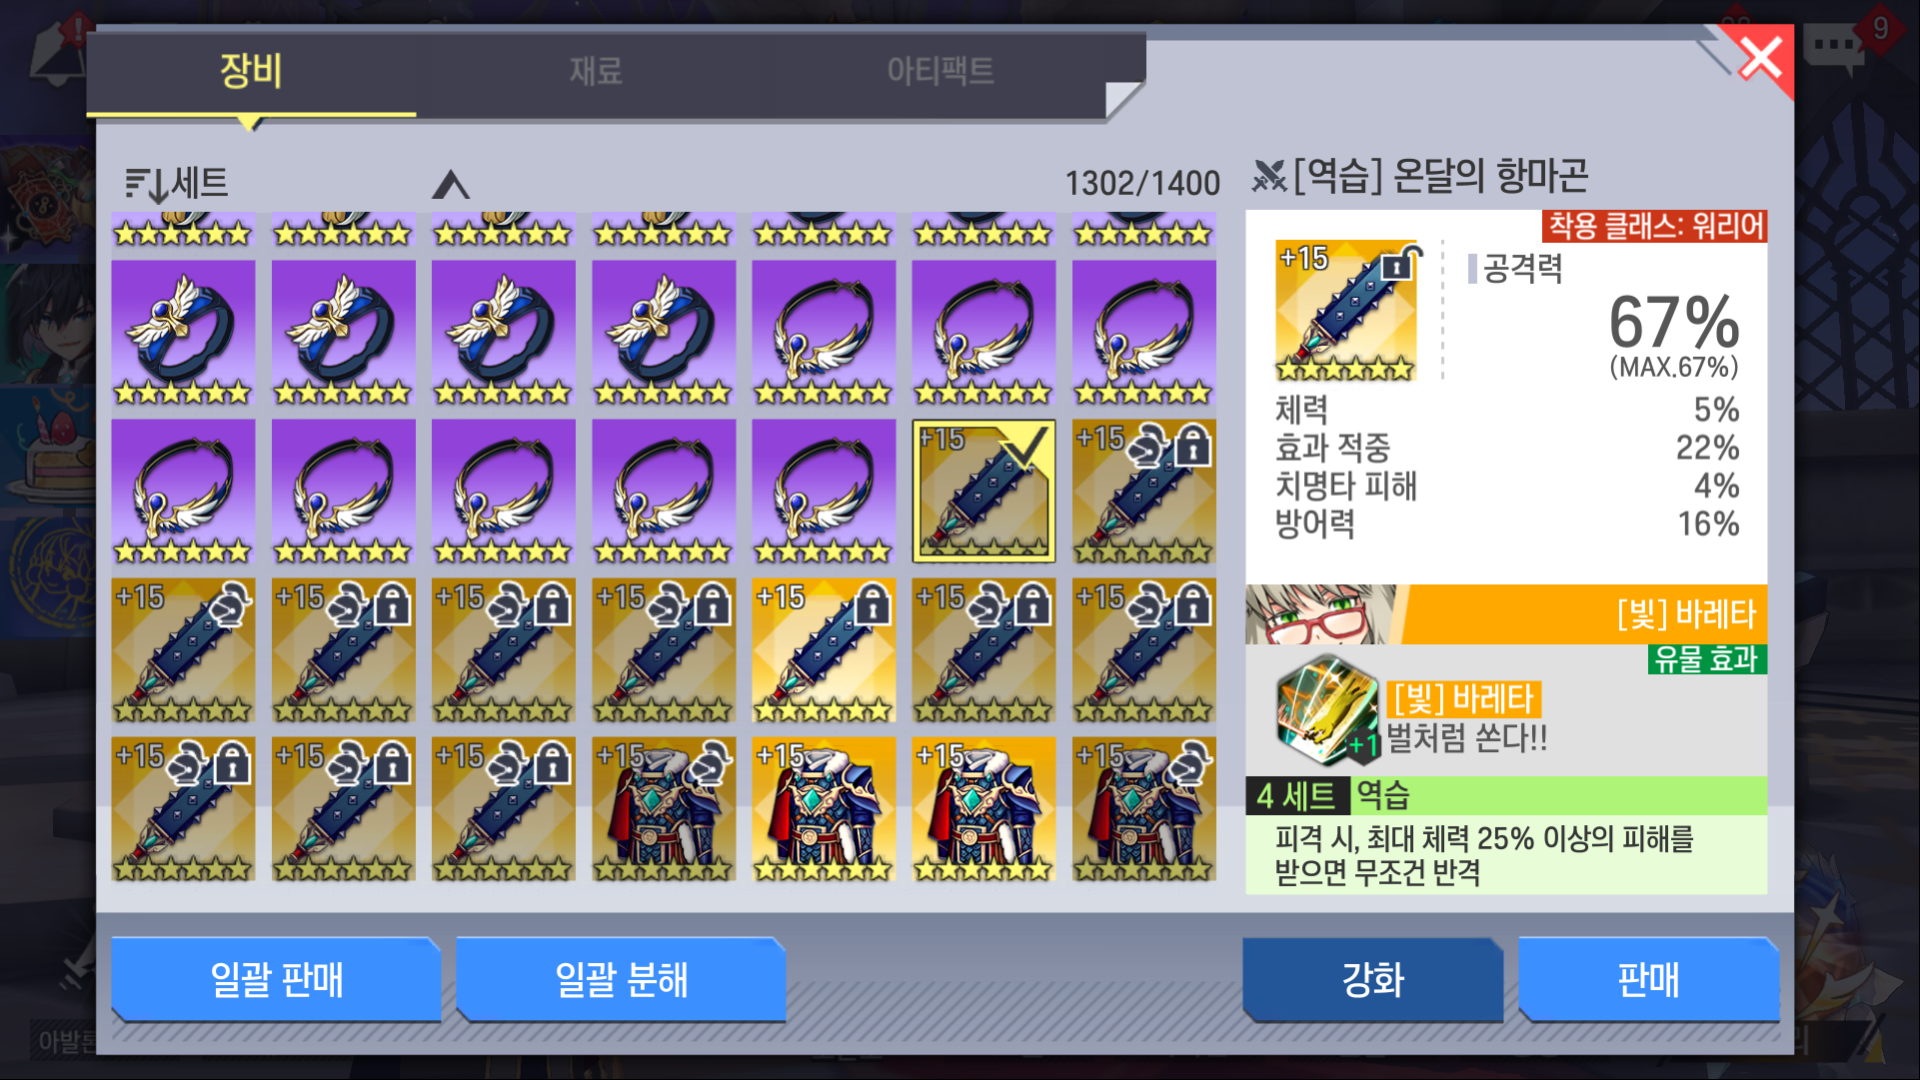 장비
재료
아티팩트
9
세트
1302/1400
[역습] 온달의 항마곤
착용 클래스: 워리어
+15
공격력
67%
(MAX.67%)
체력 5%
효과 적중 22%
치명타 피해 4%
방어력 16%
[빛] 바레타
유물 효과
[빛] 바레타
+1
벌처럼 쏜다!!
4 세트 역습
피격 시, 최대 체력 25% 이상의 피해를
받으면 무조건 반격
+15 +15
+15 +15 +15 +15 +15 +15 +15
+15 +15 +15 +15 +15 +15 +15
일괄 판매
일괄 분해
강화
판매